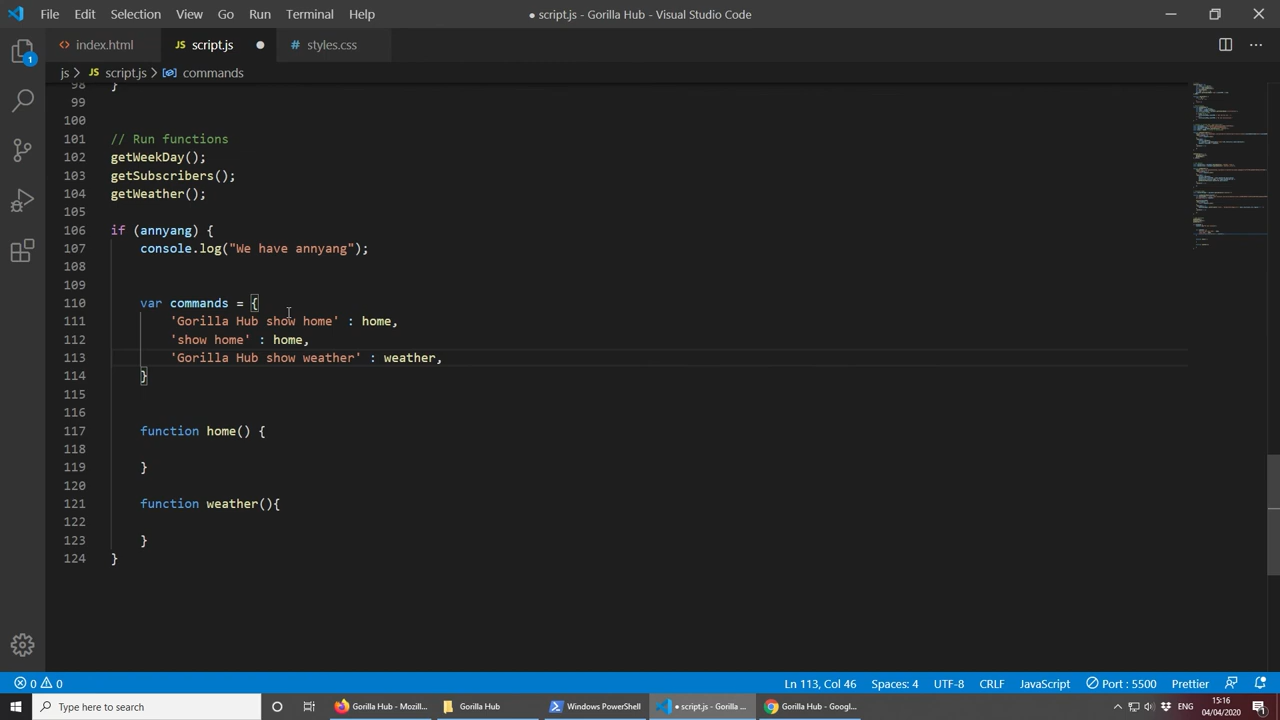 File Edit Selection View Go Run Terminal Help
● script.js - Gorilla Hub - Visual Studio Code
<> index.html
JS script.js ●
# styles.css
1
js > JS script.js > commands
98 }
99
100
101 // Run functions
102 getWeekDay();
103 getSubscribers();
104 getWeather();
105
106 if (annyang) {
107 console.log("We have annyang");
108
109
110 var commands = {
111 'Gorilla Hub show home' : home,
112 'show home' : home,
113 'Gorilla Hub show weather' : weather,
114 }
115
116
117 function home() {
118
119 }
120
121 function weather(){
122
123 }
124 }
0 0
Ln 113, Col 46 Spaces: 4 UTF-8 CRLF JavaScript Port : 5500 Prettier
Type here to search
Gorilla Hub - Mozill...
Gorilla Hub
Windows PowerShell
● script.js - Gorilla ...
Gorilla Hub - Googl...
ENG
15:16
04/04/2020